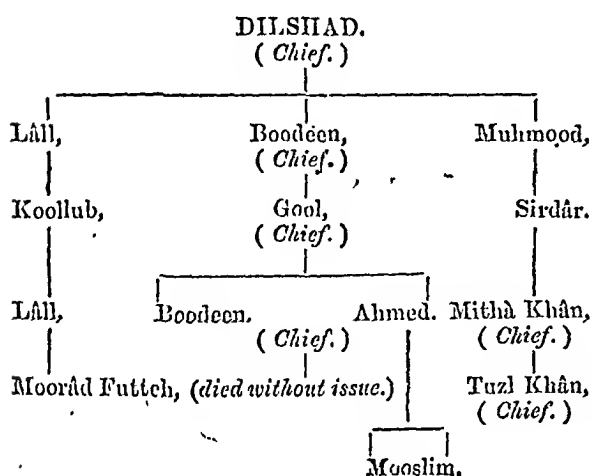 DILSHAD.
( Chief. )
Lâll, Boodeen, Muhmood,
( Chief. )
Koollub, Gool, Sirdâr.
( Chief. )
Lâll, Boodeen. Ahmed. Mitha Khân,
( Chief. ) ( Chief. )
Moorâd Futteh, (died without issue.) Tuzl Khân,
( Chief. )
Mooslim.